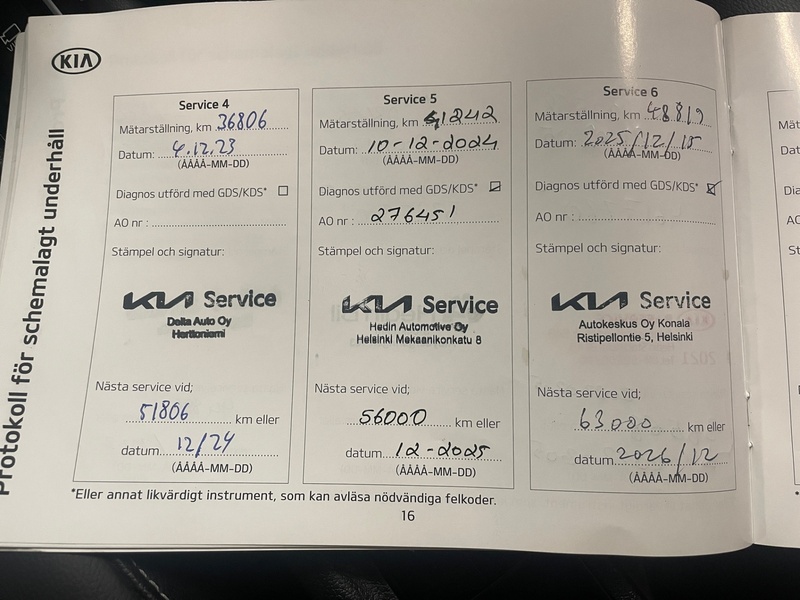 KIA
Protokoll för schemalagt underhåll
Service 4
Mätarställning, km 36806
Datum: 4.12.23
(ÅÅÅÅ-MM-DD)
Diagnos utförd med GDS/KDS* ☐
AO nr :
Stämpel och signatur:
KIA Service
Delta Auto Oy
Herttoniemi
Nästa service vid;
51806 km eller
datum 12/24
(ÅÅÅÅ-MM-DD)
Service 5
Mätarställning, km 41242
Datum: 10-12-2024
(ÅÅÅÅ-MM-DD)
Diagnos utförd med GDS/KDS* ☑
AO nr : 276451
Stämpel och signatur:
KIA Service
Hedin Automotive Oy
Helsinki Mekaanikonkatu 8
Nästa service vid;
56000 km eller
datum 12-2025
(ÅÅÅÅ-MM-DD)
Service 6
Mätarställning, km 48819
Datum: 2025/12/15
(ÅÅÅÅ-MM-DD)
Diagnos utförd med GDS/KDS* ☑
AO nr :
Stämpel och signatur:
KIA Service
Autokeskus Oy Konala
Ristipellontie 5, Helsinki
Nästa service vid;
63000 km eller
datum 2026/12
(ÅÅÅÅ-MM-DD)
*Eller annat likvärdigt instrument, som kan avläsa nödvändiga felkoder.
16